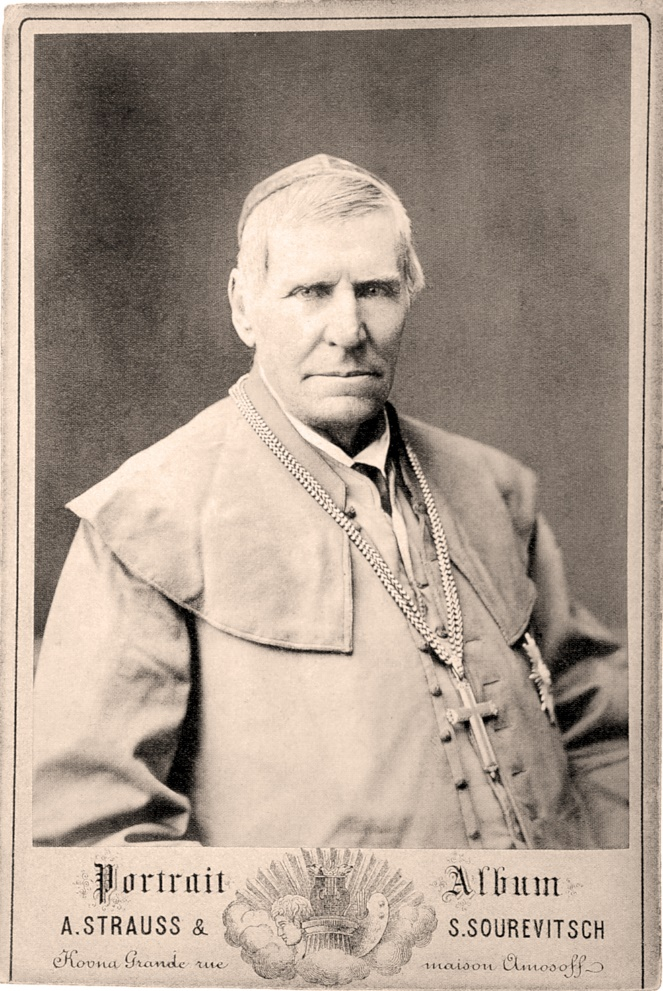 Portrait Album
A.STRAUSS & S.SOUREVITSCH
Kovna Grande rue maison Amosoff